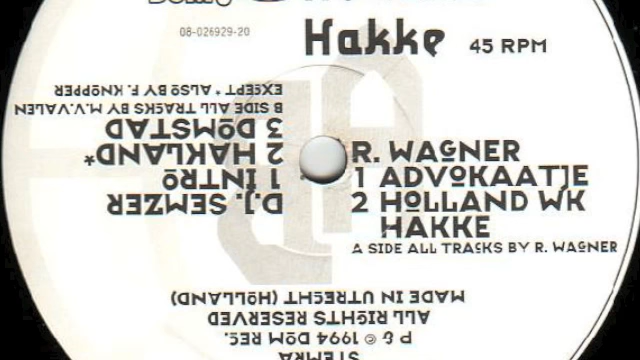 08-026929-20
Hakke 45 RPM
R. WAGNER
1 ADVOKAATJE
2 HOLLAND WK
HAKKE
A SIDE ALL TRACKS BY R. WAGNER
D.J. SEMZER
1 INTRO
2 HAKLAND*
3 DOMSTAD
B SIDE ALL TRACKS BY M.V.VALEN
EXCEPT * ALSO BY F. KNOPPER
STEMRA
P & © 1994 DOM REC.
ALL RIGHTS RESERVED
MADE IN UTRECHT (HOLLAND)